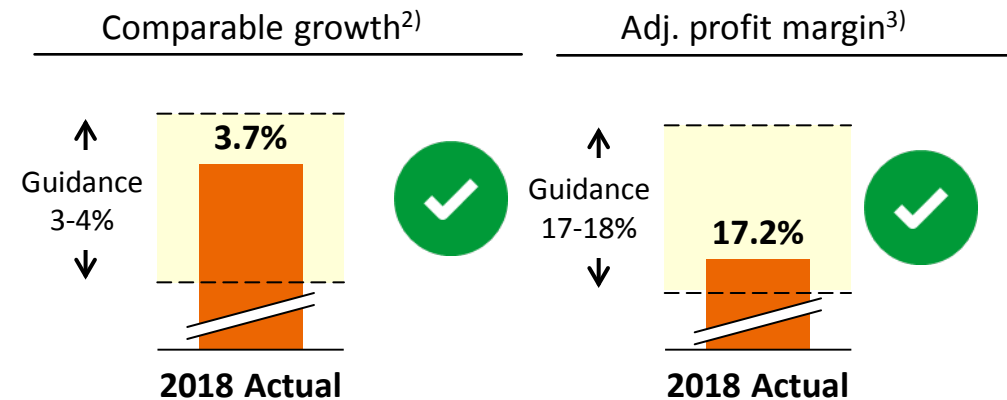 Comparable growth2)
3.7%
Guidance
3-4%
2018 Actual
Adj. profit margin3)
Guidance
17-18%
17.2%
2018 Actual